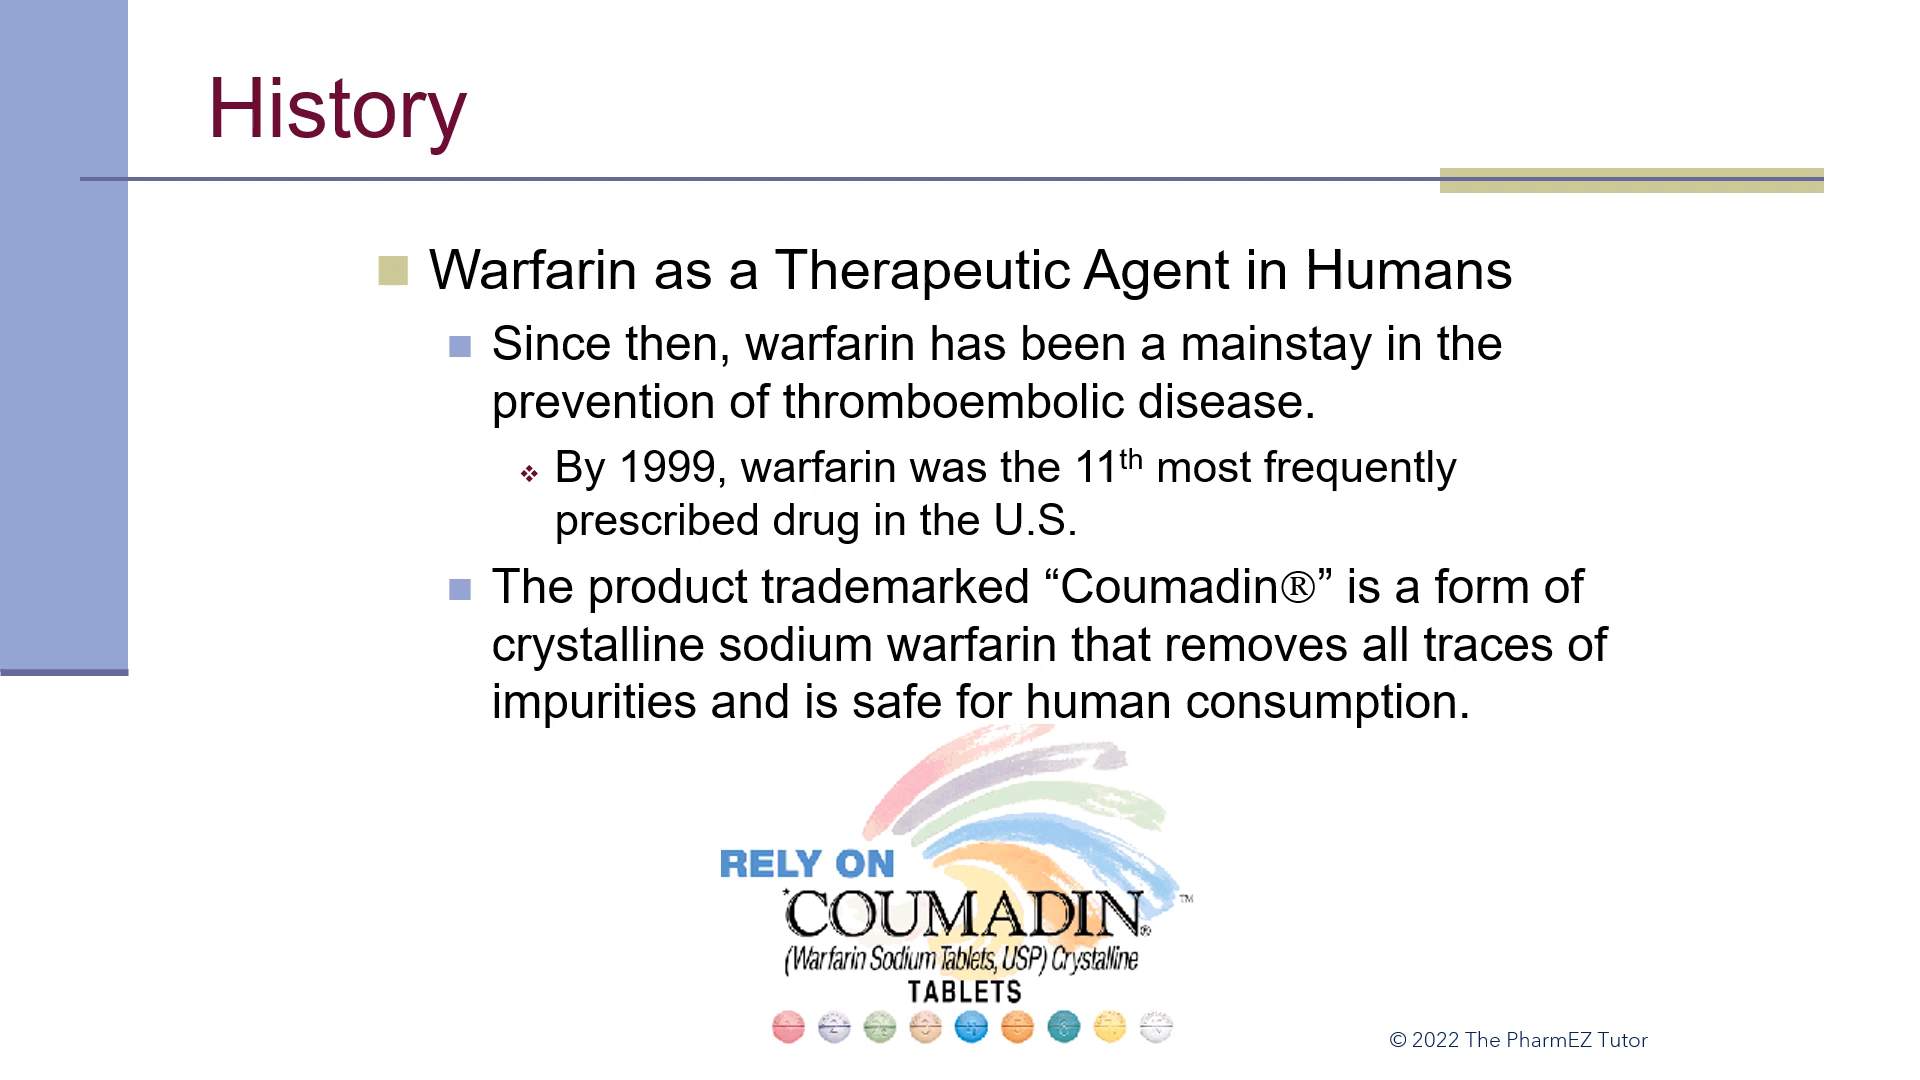 History
Warfarin as a Therapeutic Agent in Humans
Since then, warfarin has been a mainstay in the
prevention of thromboembolic disease.
By 1999, warfarin was the 11th most frequently
prescribed drug in the U.S.
The product trademarked “Coumadin®” is a form of
crystalline sodium warfarin that removes all traces of
impurities and is safe for human consumption.
RELY ON
*COUMADIN® ™
(Warfarin Sodium Tablets, USP) Crystalline
TABLETS
© 2022 The PharmEZ Tutor